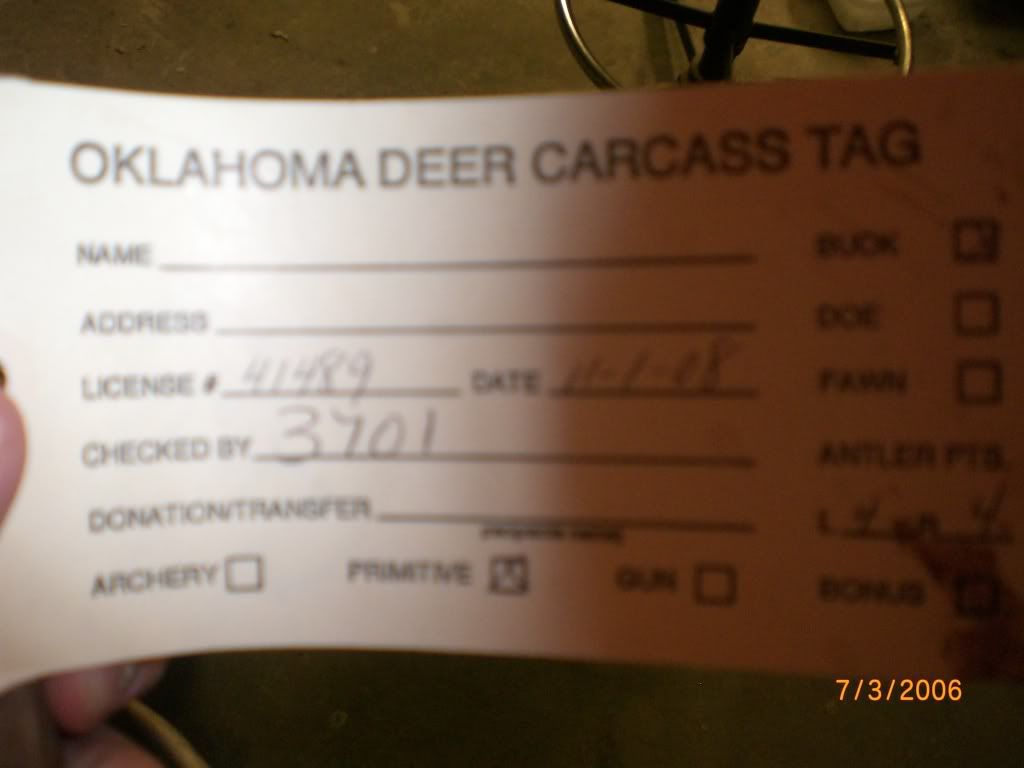 OKLAHOMA DEER CARCASS TAG
NAME BUCK
ADDRESS DOE
LICENSE # 41489 DATE 11-1-08 FAWN
CHECKED BY 3701 ANTLER PTS.
DONATION/TRANSFER L 4 R 4
ARCHERY PRIMITIVE X GUN BONUS
7/3/2006